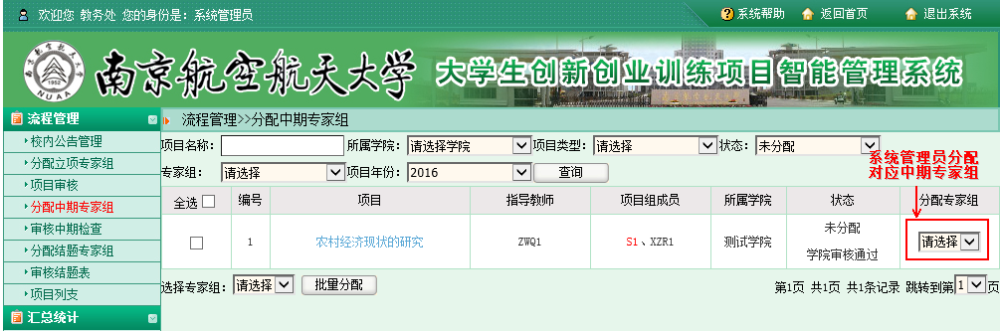 欢迎您 教务处 您的身份是：系统管理员 系统帮助 返回首页 退出系统
NUAA
南京航空航天大学 大学生创新创业训练项目智能管理系统
流程管理
校内公告管理
分配立项专家组
项目审核
分配中期专家组
审核中期检查
分配结题专家组
审核结题表
项目列支
汇总统计
流程管理>>分配中期专家组
项目名称： 所属学院： 请选择学院 项目类型： 请选择 状态： 未分配
专家组： 请选择 项目年份： 2016 查询
系统管理员分配
对应中期专家组
全选 编号 项目 指导教师 项目组成员 所属学院 状态 分配专家组
1 农村经济现状的研究 ZWQ1 S1、XZR1 测试学院 未分配 请选择
学院审核通过
选择专家组： 请选择 批量分配 第1页 共1页 共1条记录 跳转到第 1 页